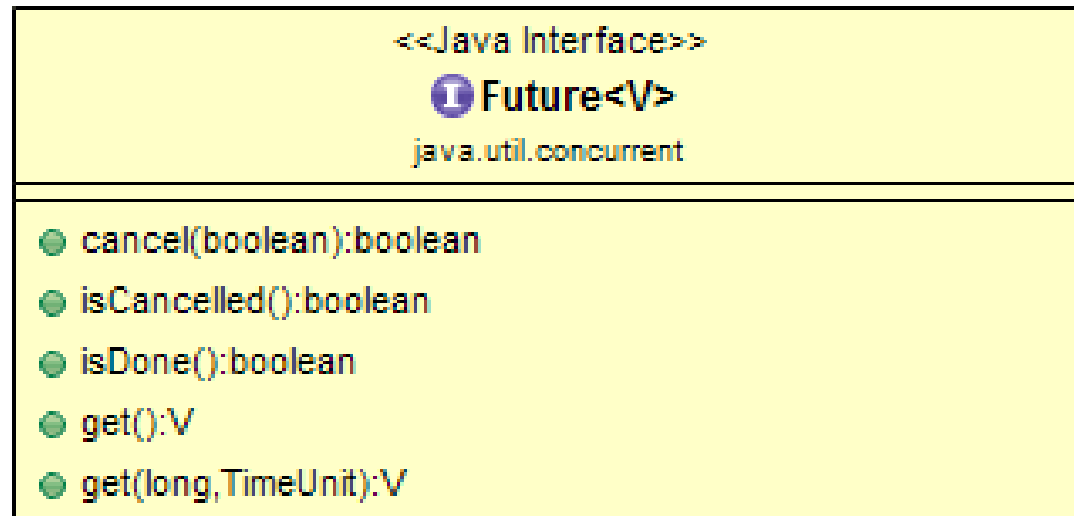 <<Java Interface>>
I Future<V>
java.util.concurrent
cancel(boolean):boolean
isCancelled():boolean
isDone():boolean
get():V
get(long,TimeUnit):V